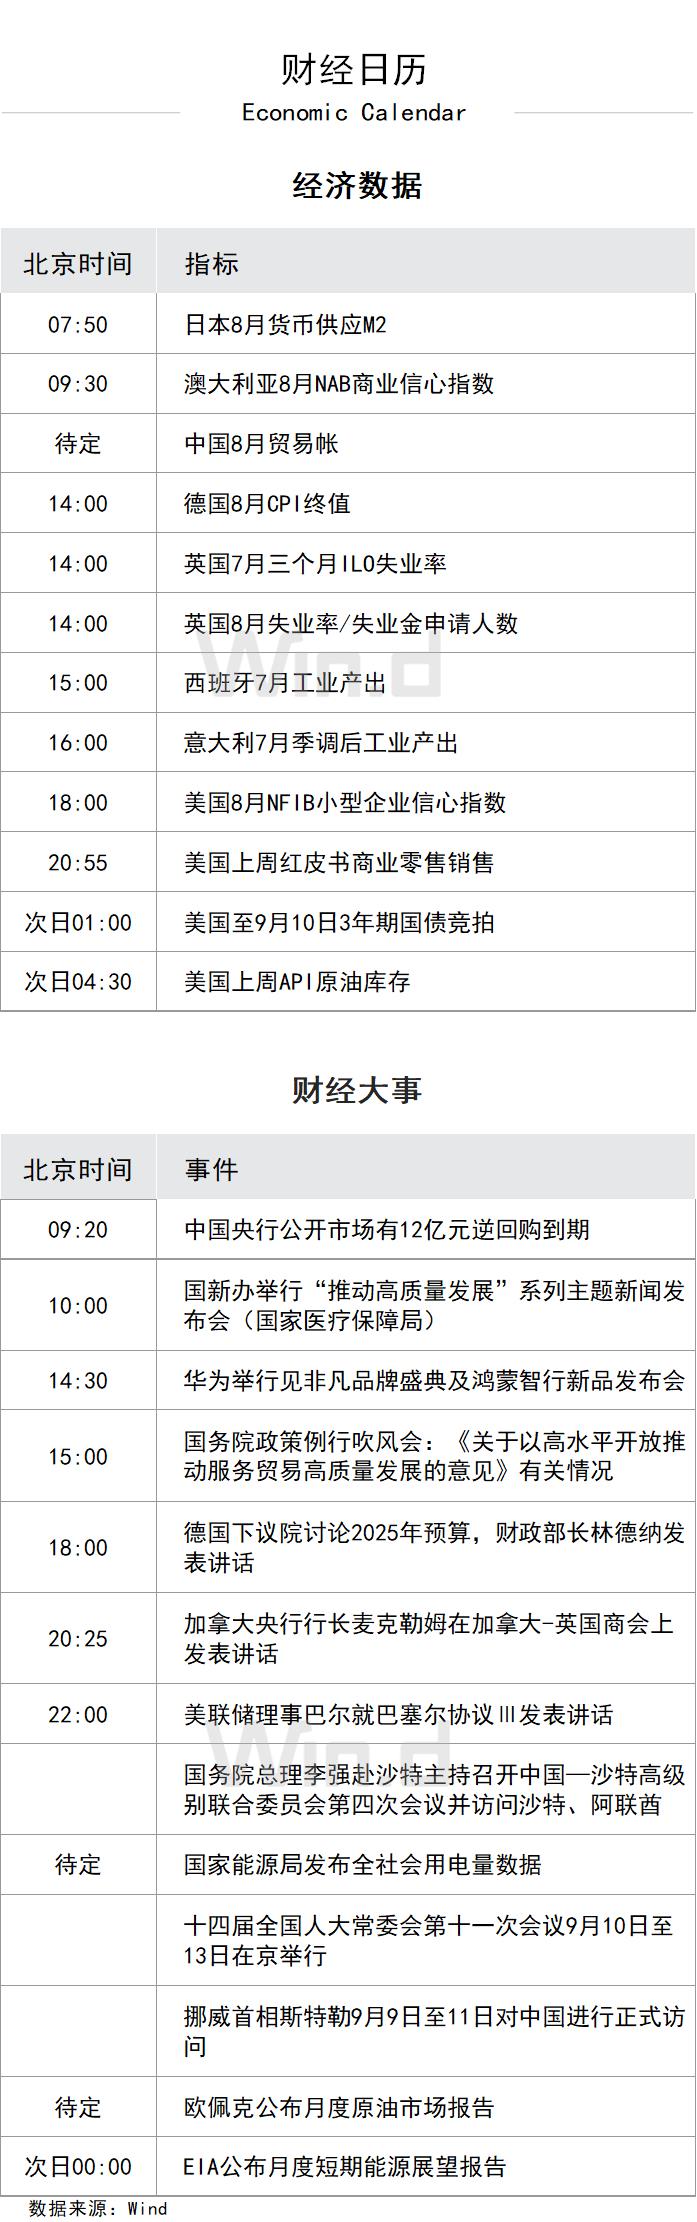 财经日历
Economic Calendar
经济数据
北京时间 指标
07:50 日本8月货币供应M2
09:30 澳大利亚8月NAB商业信心指数
待定 中国8月贸易帐
14:00 德国8月CPI终值
14:00 英国7月三个月ILO失业率
14:00 英国8月失业率/失业金申请人数
15:00 西班牙7月工业产出
16:00 意大利7月季调后工业产出
18:00 美国8月NFIB小型企业信心指数
20:55 美国上周红皮书商业零售销售
次日01:00 美国至9月10日3年期国债竞拍
次日04:30 美国上周API原油库存
Win.d
财经大事
北京时间 事件
09:20 中国央行公开市场有12亿元逆回购到期
10:00 国新办举行“推动高质量发展”系列主题新闻发
布会（国家医疗保障局）
14:30 华为举行见非凡品牌盛典及鸿蒙智行新品发布会
15:00 国务院政策例行吹风会：《关于以高水平开放推
动服务贸易高质量发展的意见》有关情况
18:00 德国下议院讨论2025年预算，财政部长林德纳发
表讲话
20:25 加拿大央行行长麦克勒姆在加拿大-英国商会上
发表讲话
22:00 美联储理事巴尔就巴塞尔协议Ⅲ发表讲话
国务院总理李强赴沙特主持召开中国—沙特高级
别联合委员会第四次会议并访问沙特、阿联酋
待定 国家能源局发布全社会用电量数据
十四届全国人大常委会第十一次会议9月10日至
13日在京举行
挪威首相斯特勒9月9日至11日对中国进行正式访
问
待定 欧佩克公布月度原油市场报告
次日00:00 EIA公布月度短期能源展望报告
Win.d
数据来源：Wind